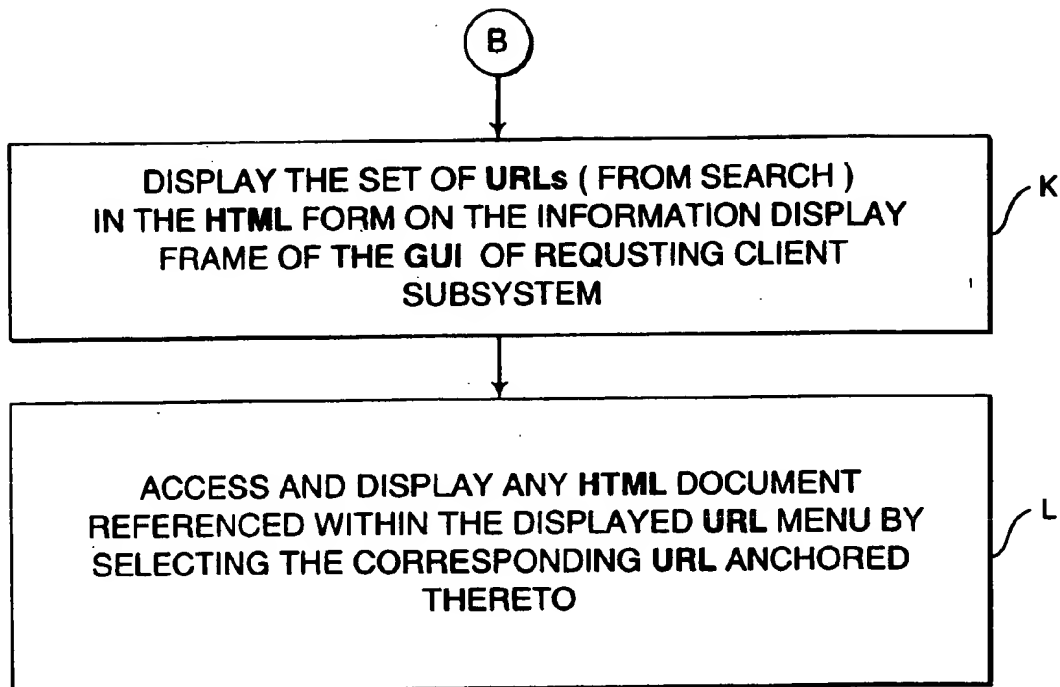 B
DISPLAY THE SET OF URLs ( FROM SEARCH )
IN THE HTML FORM ON THE INFORMATION DISPLAY
FRAME OF THE GUI OF REQUSTING CLIENT
SUBSYSTEM
K
ACCESS AND DISPLAY ANY HTML DOCUMENT
REFERENCED WITHIN THE DISPLAYED URL MENU BY
SELECTING THE CORRESPONDING URL ANCHORED
THERETO
L